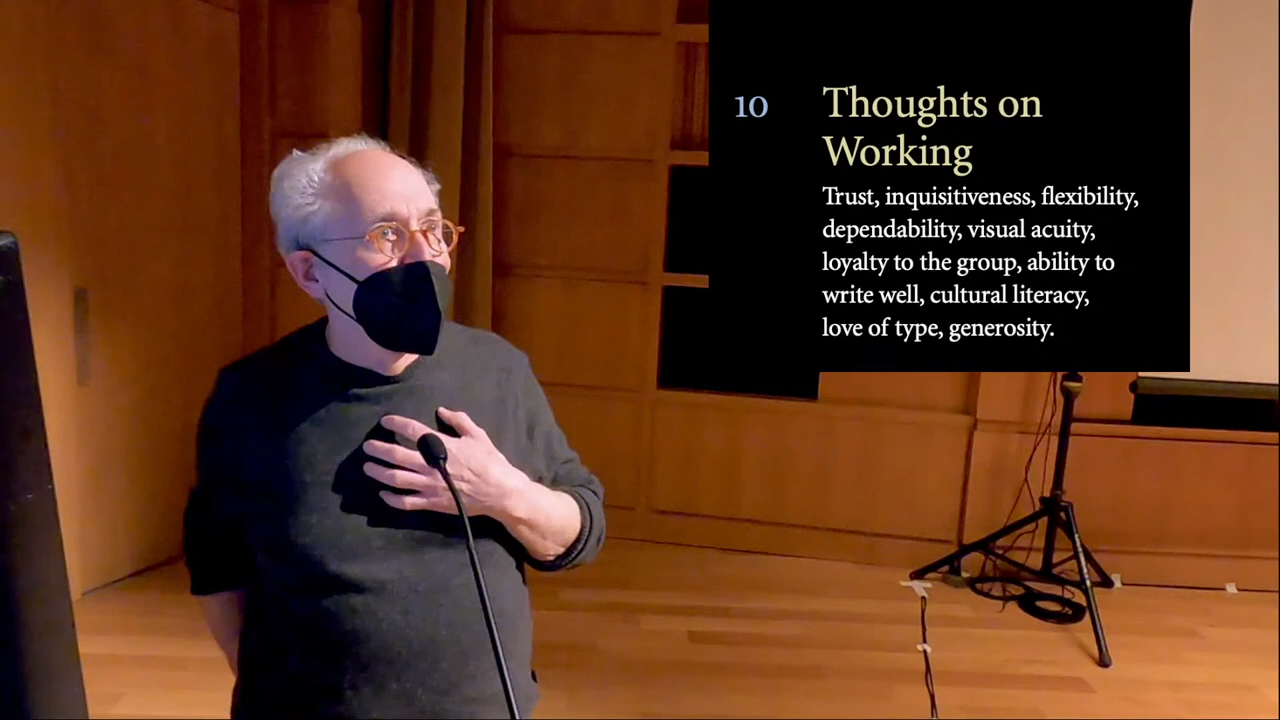 10 Thoughts on
Working
Trust, inquisitiveness, flexibility,
dependability, visual acuity,
loyalty to the group, ability to
write well, cultural literacy,
love of type, generosity.